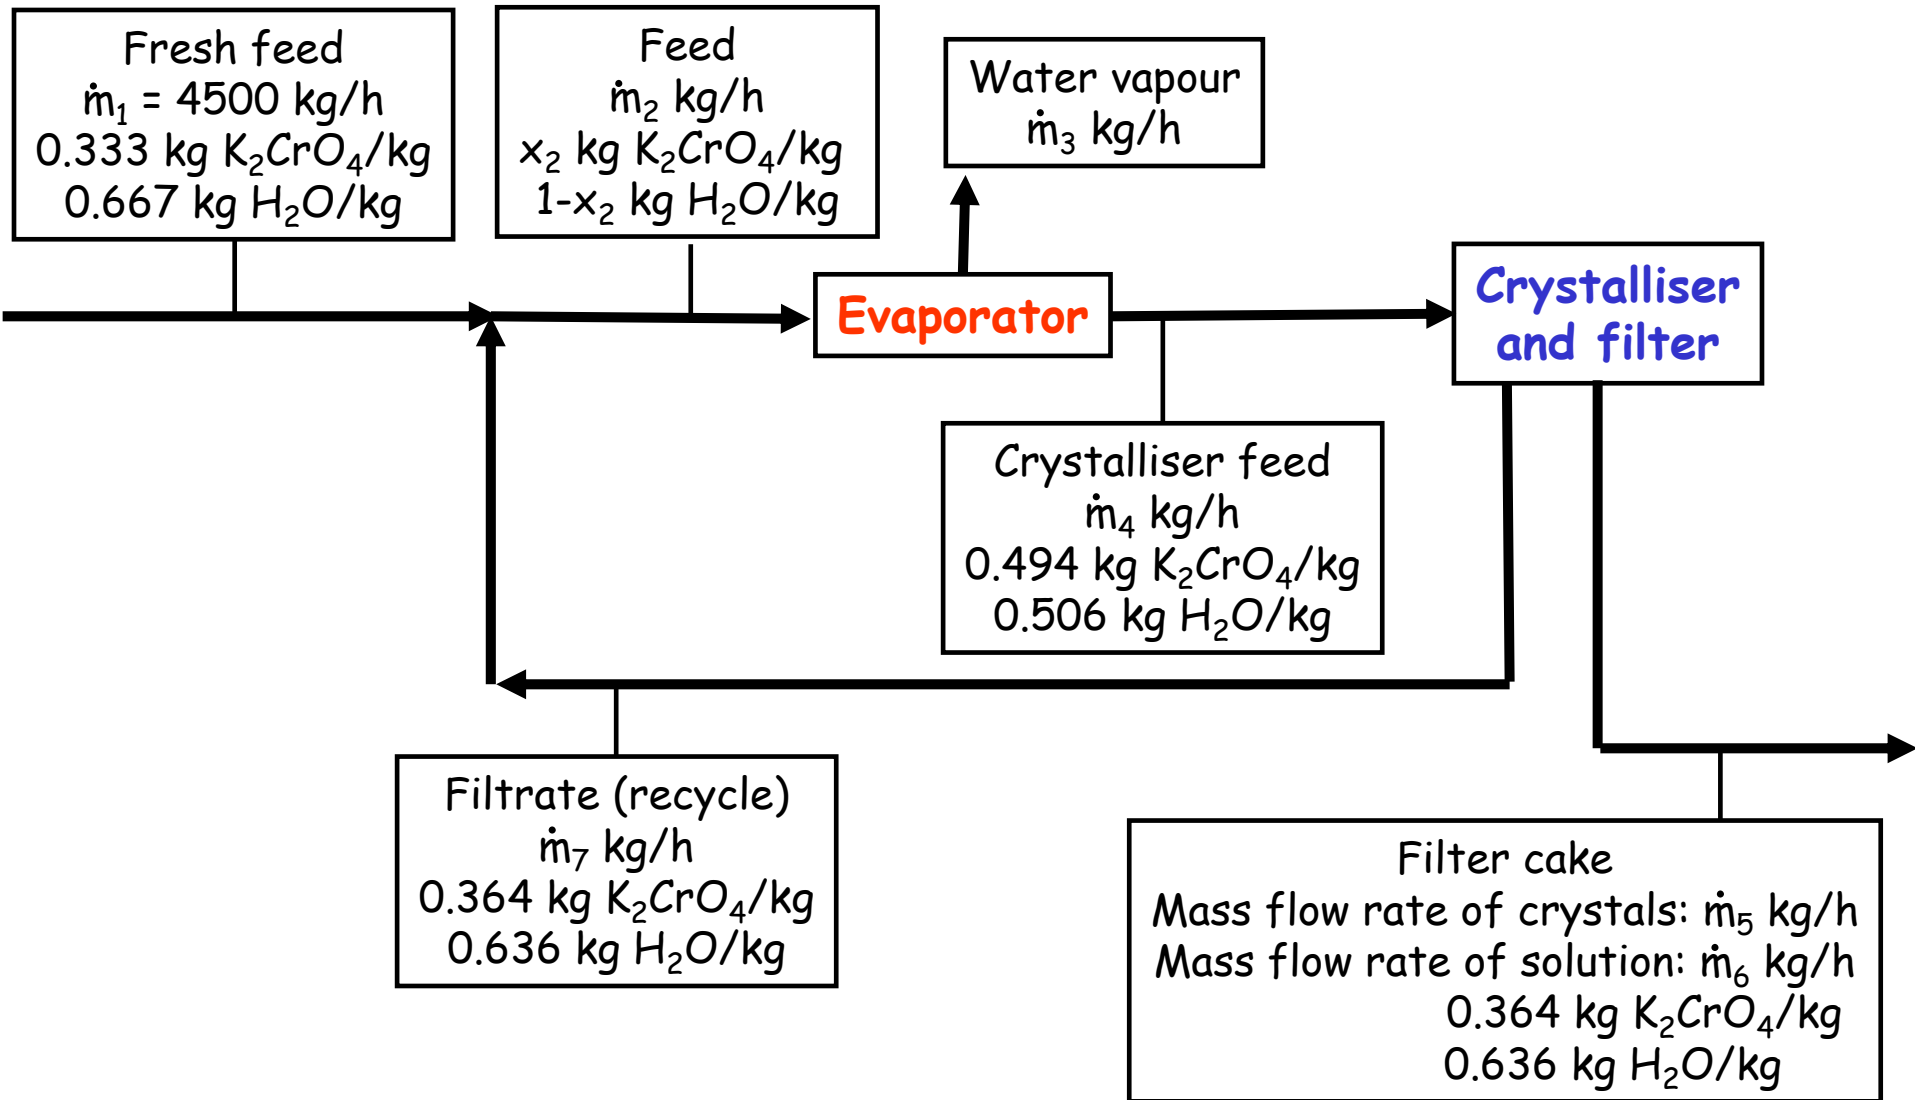 Fresh feed
ṁ₁ = 4500 kg/h
0.333 kg K₂CrO₄/kg
0.667 kg H₂O/kg
Feed
ṁ₂ kg/h
x₂ kg K₂CrO₄/kg
1-x₂ kg H₂O/kg
Water vapour
ṁ₃ kg/h
Evaporator
Crystalliser
and filter
Crystalliser feed
ṁ₄ kg/h
0.494 kg K₂CrO₄/kg
0.506 kg H₂O/kg
Filtrate (recycle)
ṁ₇ kg/h
0.364 kg K₂CrO₄/kg
0.636 kg H₂O/kg
Filter cake
Mass flow rate of crystals: ṁ₅ kg/h
Mass flow rate of solution: ṁ₆ kg/h
0.364 kg K₂CrO₄/kg
0.636 kg H₂O/kg